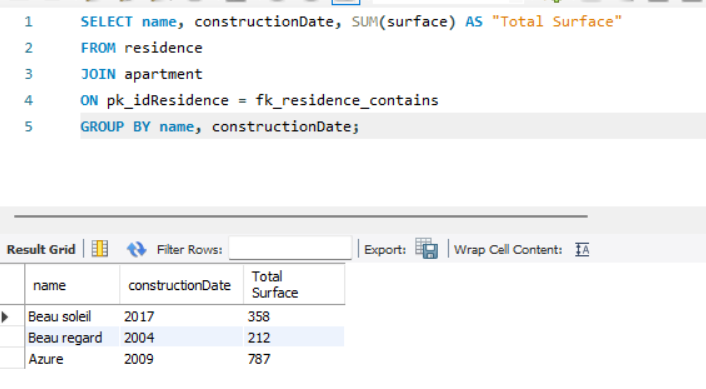 1 SELECT name, constructionDate, SUM(surface) AS "Total Surface"
2 FROM residence
3 JOIN apartment
4 ON pk_idResidence = fk_residence_contains
5 GROUP BY name, constructionDate;
Result Grid Filter Rows: Export: Wrap Cell Content: IA
name constructionDate Total Surface
Beau soleil 2017 358
Beau regard 2004 212
Azure 2009 787